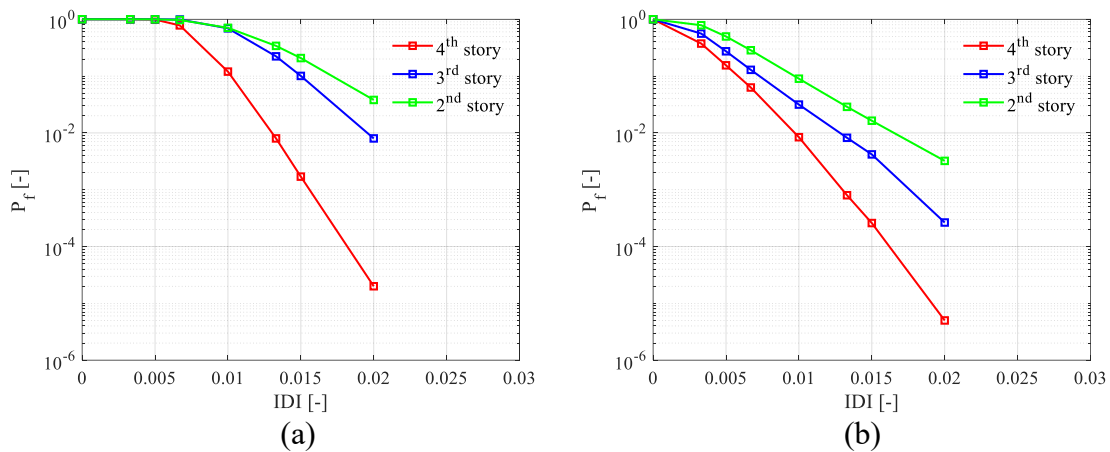 10^0
10^-2
10^-4
10^-6
P_f [-]
0 0.005 0.01 0.015 0.02 0.025 0.03
IDI [-]
4^th story
3^rd story
2^nd story
(a)
10^0
10^-2
10^-4
10^-6
P_f [-]
0 0.005 0.01 0.015 0.02 0.025 0.03
IDI [-]
4^th story
3^rd story
2^nd story
(b)